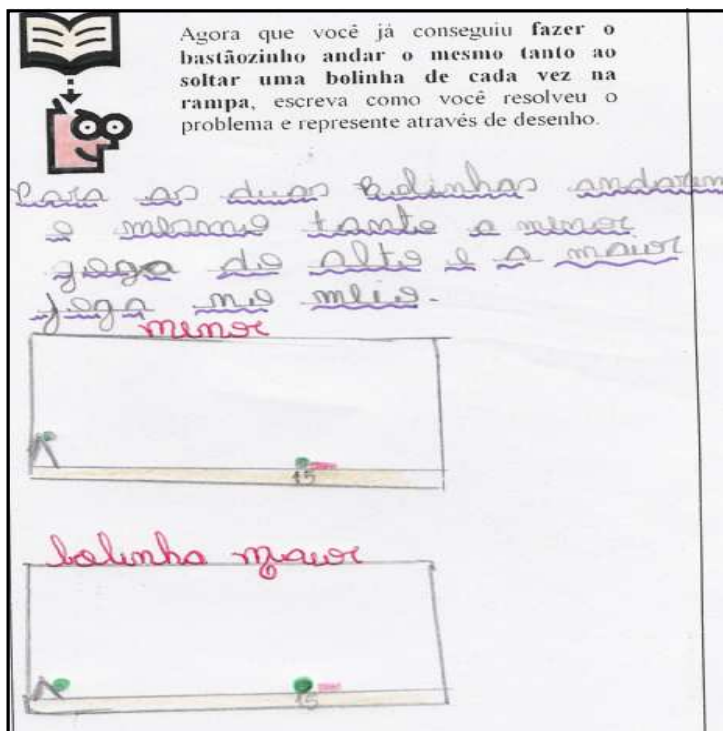 Agora que você já conseguiu fazer o
bastãozinho andar o mesmo tanto ao
soltar uma bolinha de cada vez na
rampa, escreva como você resolveu o
problema e represente através de desenho.
Para as duas bolinhas andarem
o mesmo tanto a menor
joga do alto e a maior
joga no meio.
menor
15
bolinha maior
15